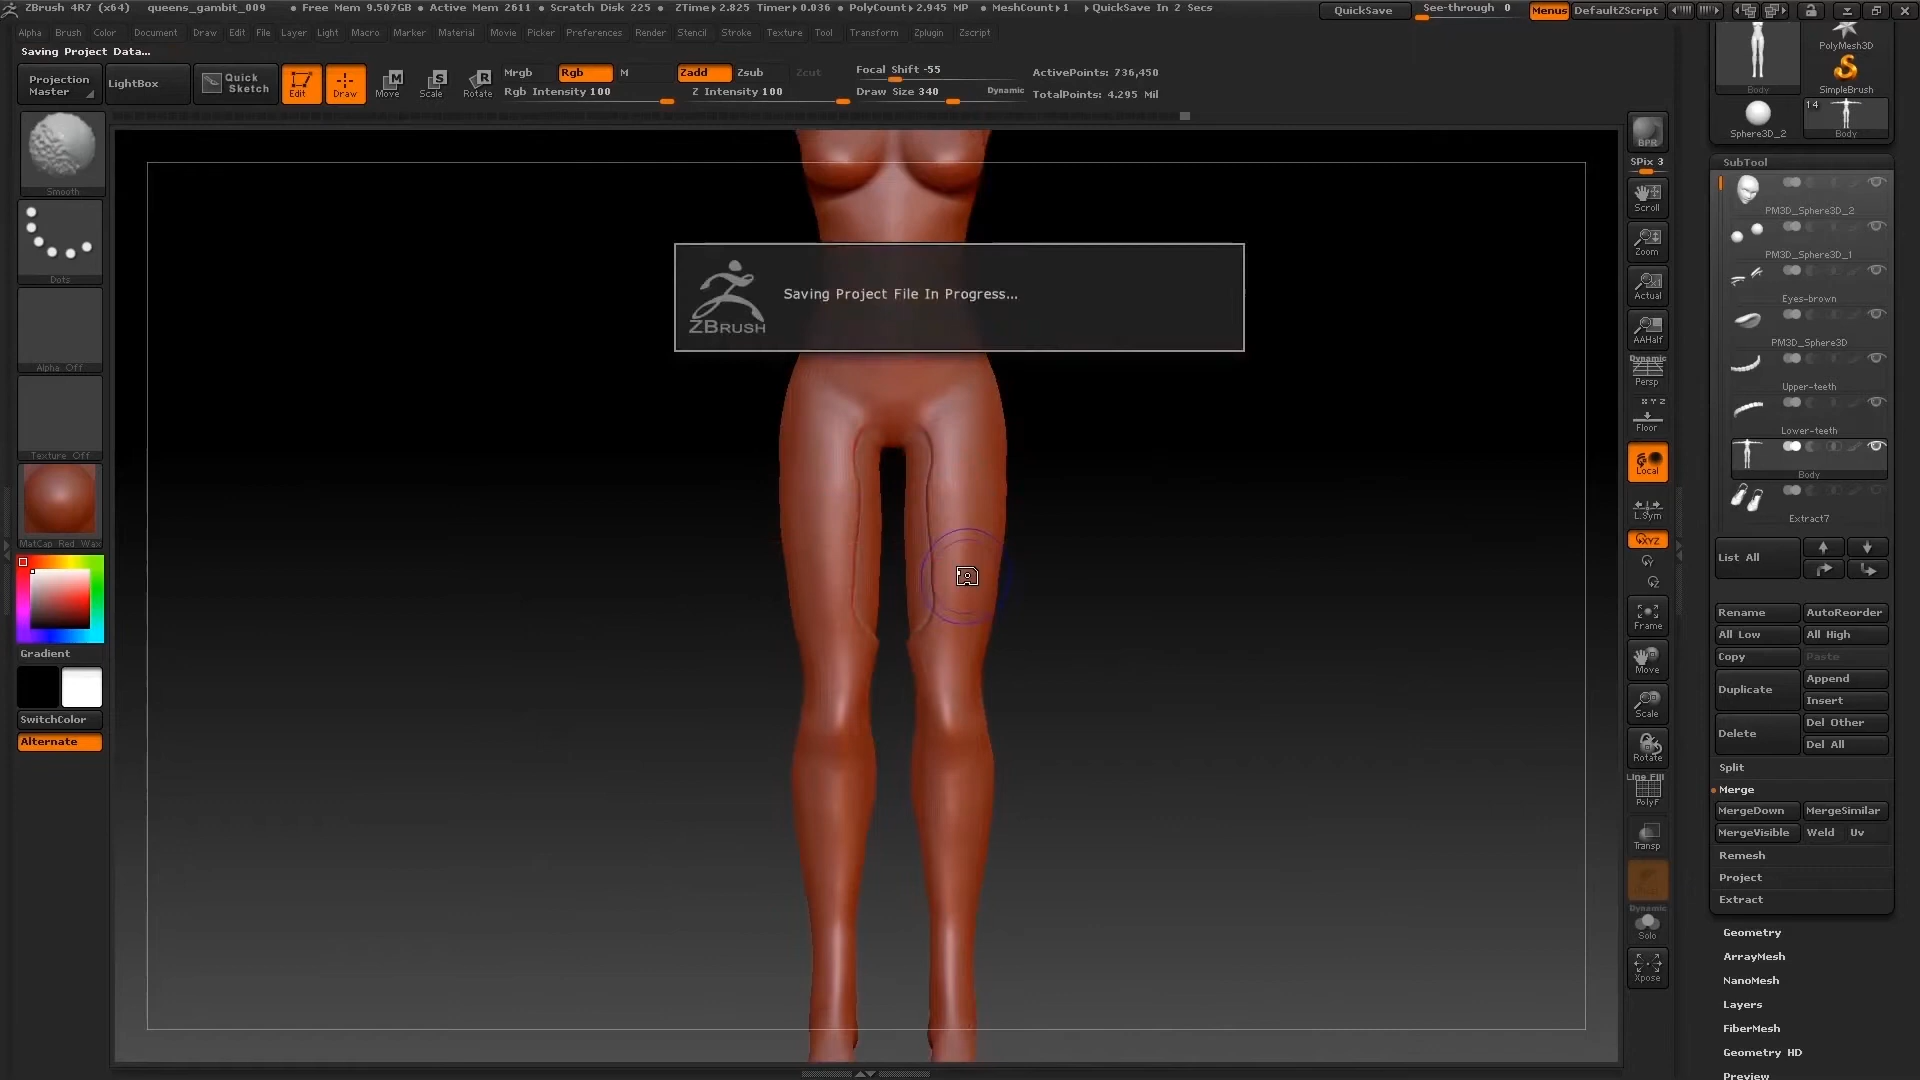 ZBrush 4R7 (x64) queens_gambit_009 • Free Mem 9.507GB • Active Mem 2611 • Scratch Disk 225 • ZTime▸2.825 Timer▸0.036 • PolyCount▸2.945 MP • MeshCount▸1 ▸QuickSave In 2 Secs QuickSave See-through 0 Menus DefaultZScript
Alpha Brush Color Document Draw Edit File Layer Light Macro Marker Material Movie Picker Preferences Render Stencil Stroke Texture Tool Transform Zplugin Zscript
Saving Project Data...
Projection Master
LightBox
Quick Sketch
Edit
Draw
Move
Scale
Rotate
Mrgb Rgb M
Rgb Intensity 100
Zadd Zsub Zcut
Z Intensity 100
Focal Shift -55
Draw Size 340 Dynamic
ActivePoints: 736,450
TotalPoints: 4.295 Mil
Smooth
Dots
Alpha Off
Texture Off
MatCap Red Wax
Gradient
SwitchColor
Alternate
ZBRUSH
Saving Project File In Progress...
BPR
SPix 3
Scroll
Zoom
Actual
AAHalf
Dynamic
Persp
X Y Z
Floor
Local
L.Sym
XYZ
Y
Z
Frame
Move
Scale
Rotate
Line Fill
PolyF
Transp
Dynamic
Solo
Xpose
Body
PolyMesh3D
SimpleBrush
Sphere3D_2
14
Body
SubTool
PM3D_Sphere3D_2
PM3D_Sphere3D_1
Eyes-brown
PM3D_Sphere3D
Upper-teeth
Lower-teeth
Body
Extract7
List All
Rename AutoReorder
All Low All High
Copy Paste
Duplicate Append
Insert
Delete Del Other
Del All
Split
Merge
MergeDown MergeSimilar
MergeVisible Weld Uv
Remesh
Project
Extract
Geometry
ArrayMesh
NanoMesh
Layers
FiberMesh
Geometry HD
Preview